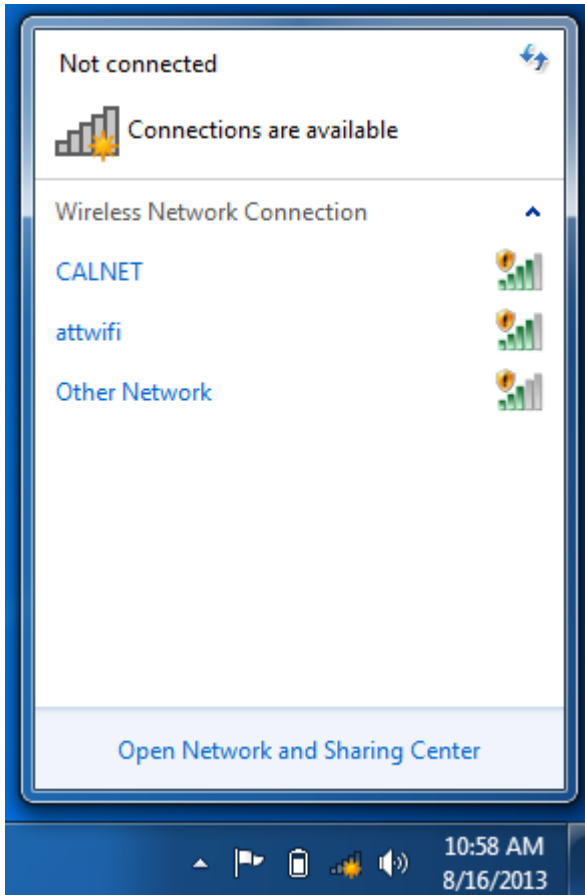 Not connected
Connections are available
Wireless Network Connection
CALNET
attwifi
Other Network
Open Network and Sharing Center
10:58 AM
8/16/2013